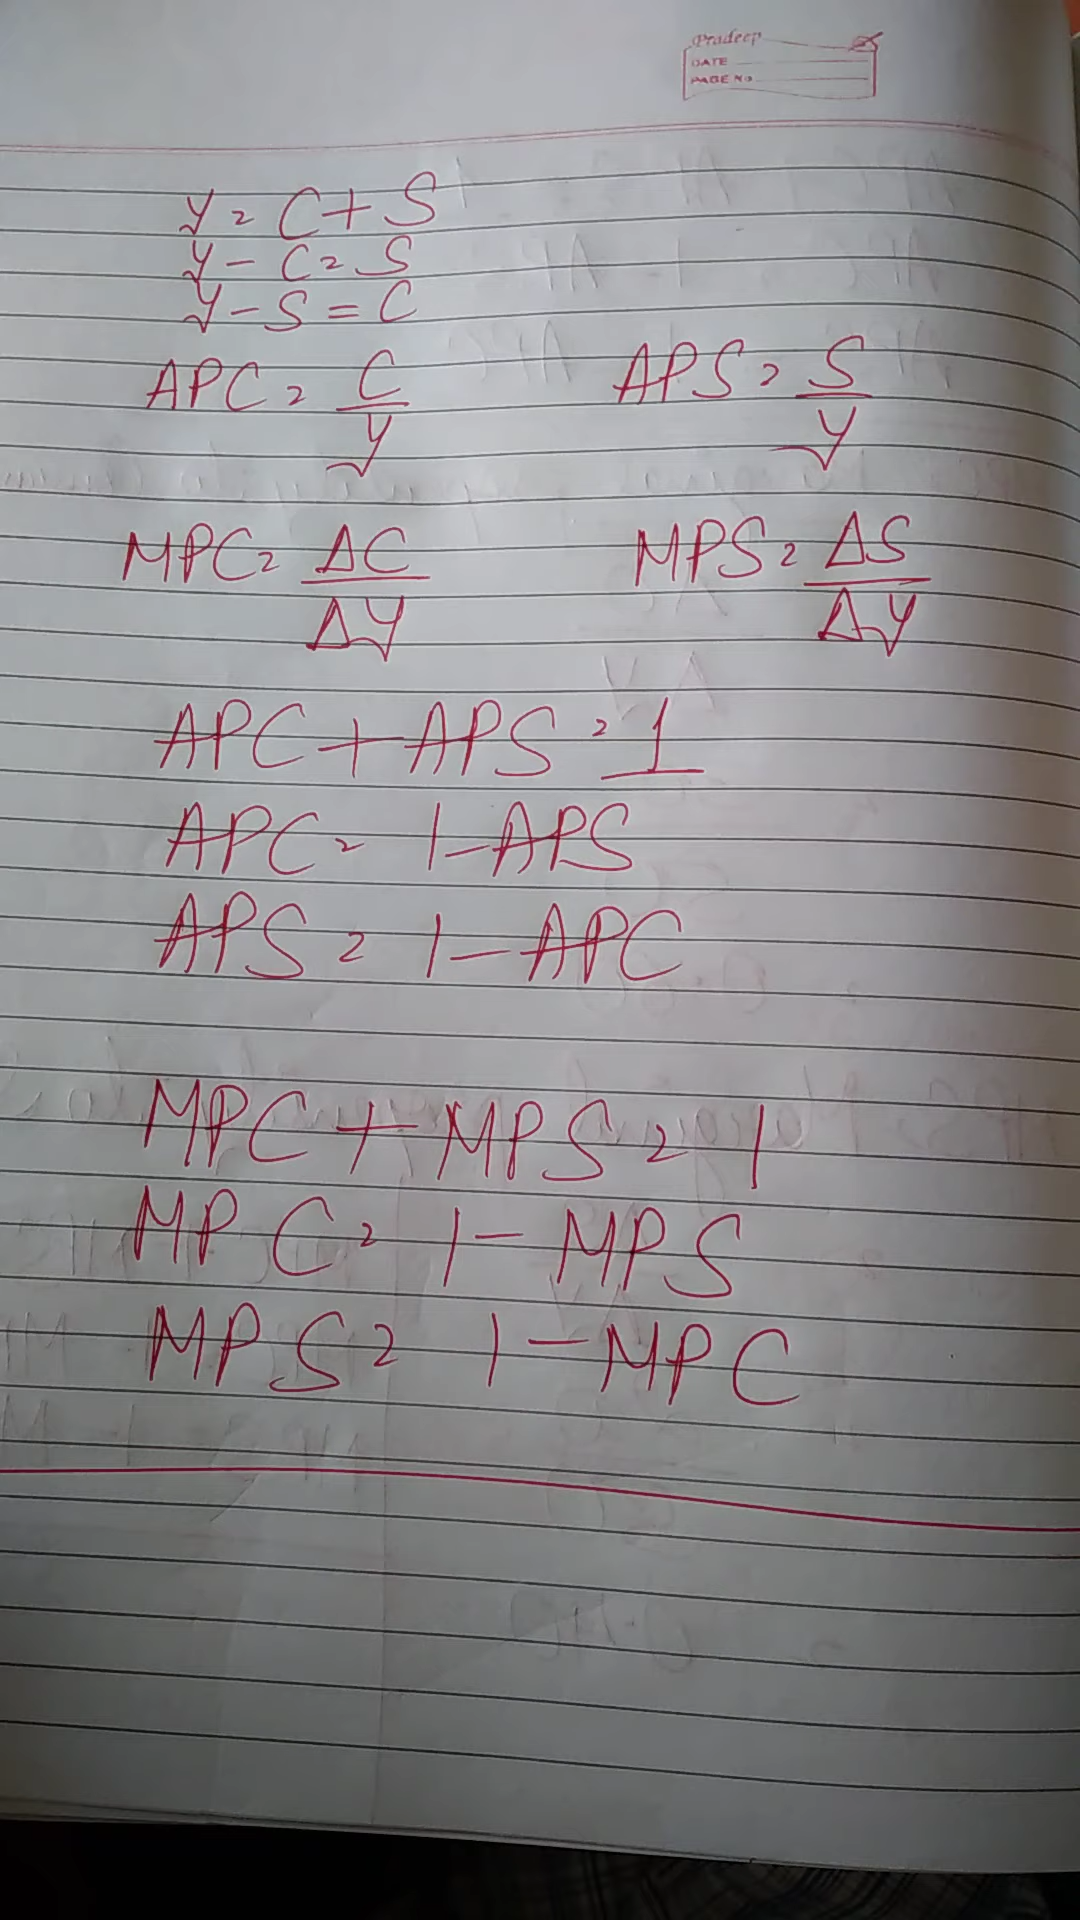 Pradeep
DATE
PAGE No
Y = C + S
Y - C = S
Y - S = C
APC = C/Y APS = S/Y
MPC = ΔC/ΔY MPS = ΔS/ΔY
APC + APS = 1
APC = 1 - APS
APS = 1 - APC
MPC + MPS = 1
MPC = 1 - MPS
MPS = 1 - MPC